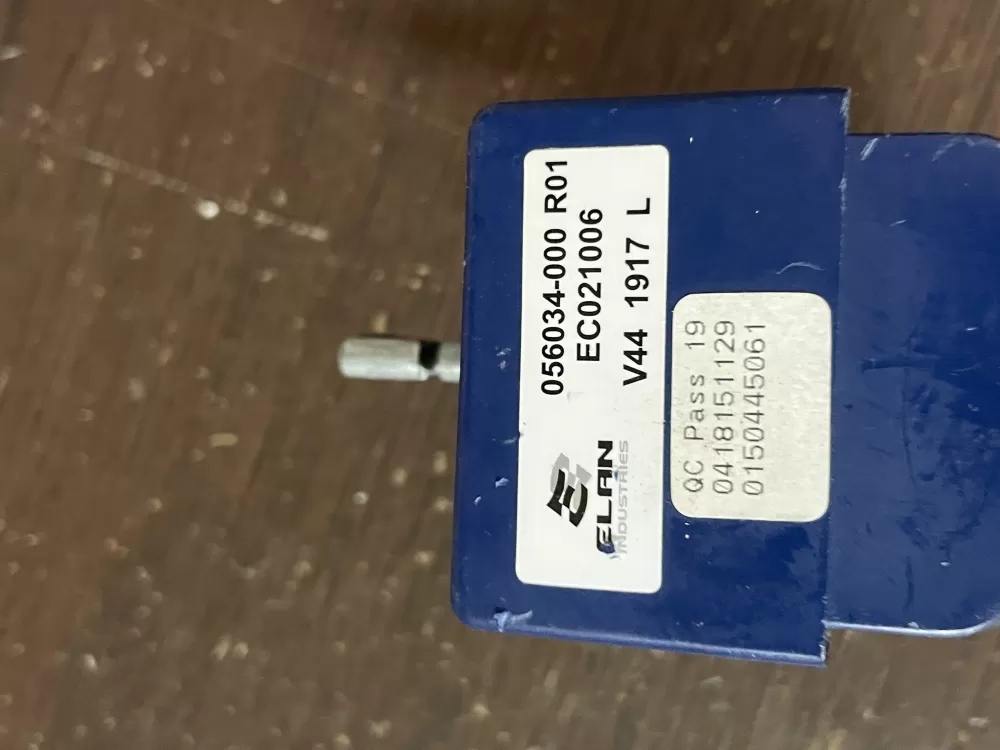 056034-000 R01
EC021006
V44 1917 L
ELAN
INDUSTRIES
QC Pass 19
0418151129
0150445061